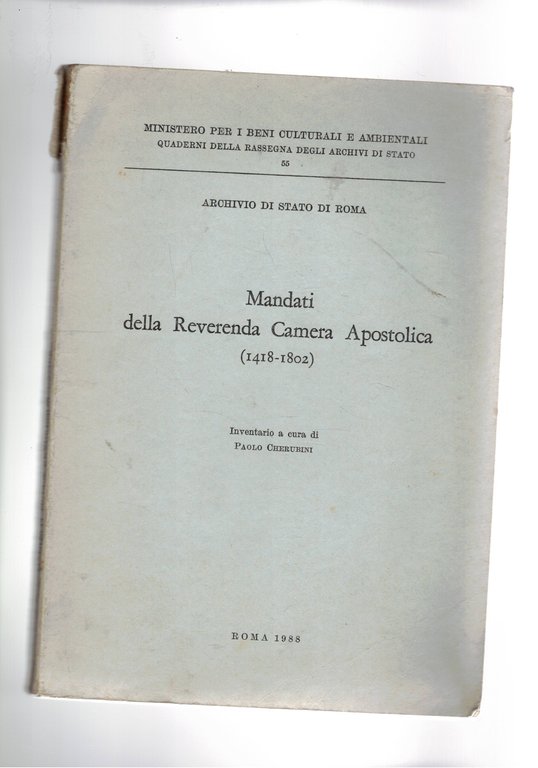 MINISTERO PER I BENI CULTURALI E AMBIENTALI
QUADERNI DELLA RASSEGNA DEGLI ARCHIVI DI STATO
55
ARCHIVIO DI STATO DI ROMA
Mandati
della Reverenda Camera Apostolica
(1418-1802)
Inventario a cura di
PAOLO CHERUBINI
ROMA 1988